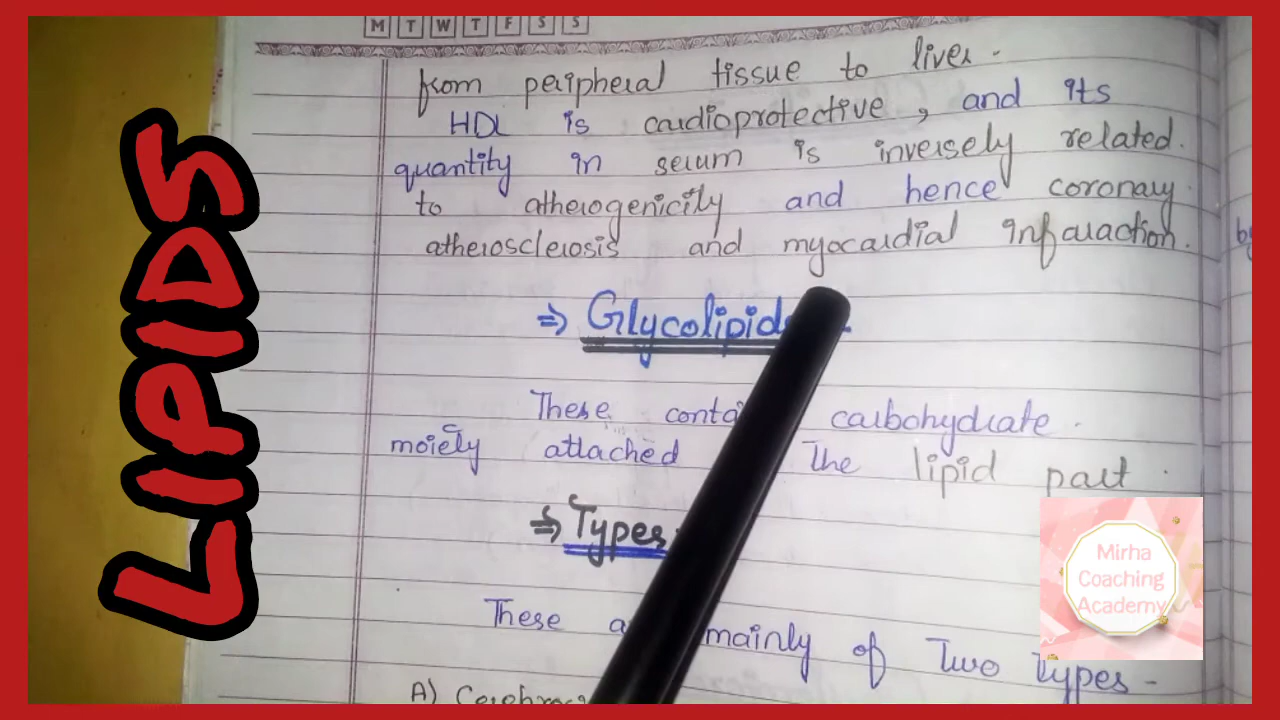 M T W T F S S
from peripheral tissue to liver.
HDL is cardioprotective, and its
quantity in serum is inversely related
to atherogenicity and hence coronary
atherosclerosis and myocardial infaraction.
⇒ Glycolipids
These conta carbohydrate
moiety attached The lipid part
⇒ Types
These a mainly of Two Types-
A)
LIPIDS
Mirha
Coaching
Academy